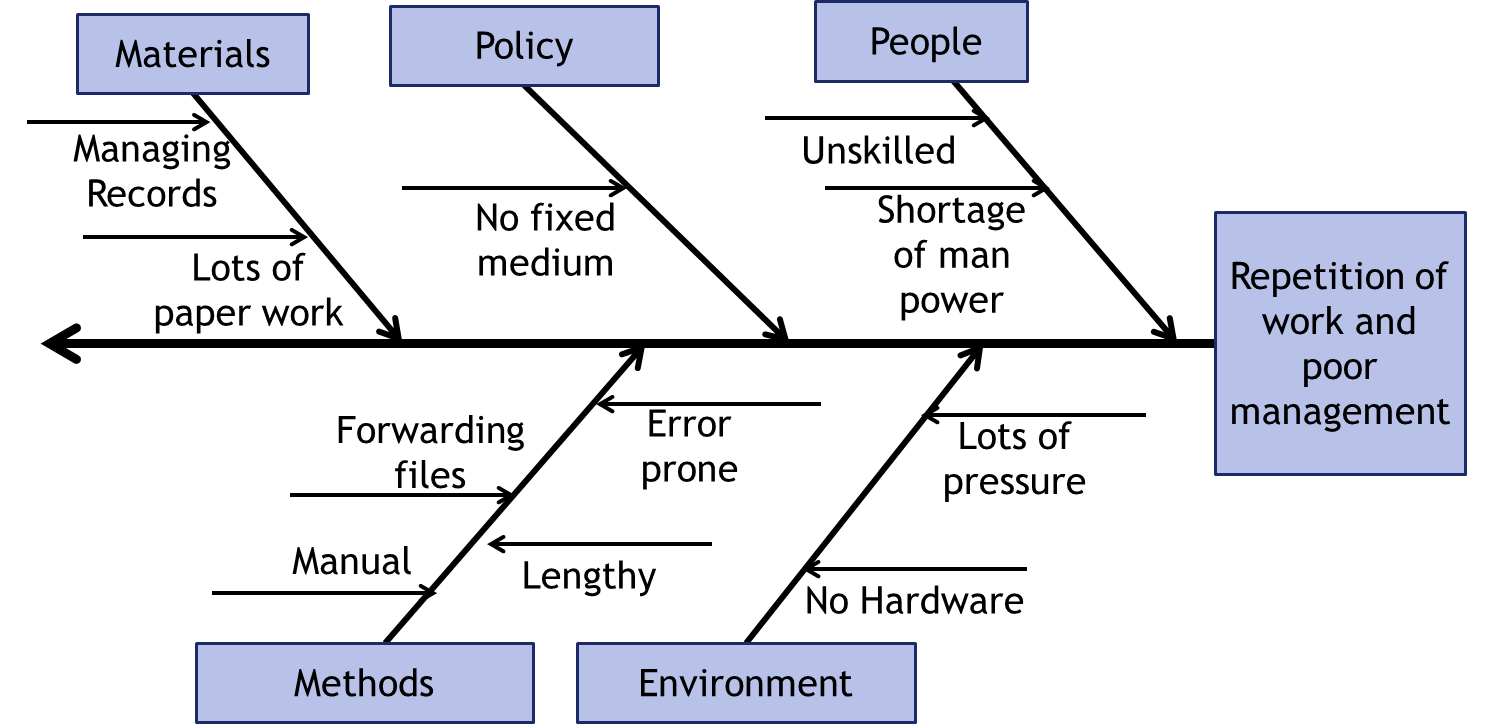 Materials
Policy
People
Managing
Records
Lots of
paper work
No fixed
medium
Unskilled
Shortage
of man
power
Repetition of
work and
poor
management
Forwarding
files
Manual
Error
prone
Lengthy
Lots of
pressure
No Hardware
Methods
Environment